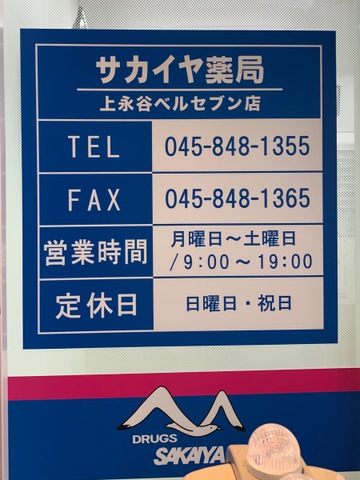 サカイヤ薬局
上永谷ベルセブン店
TEL 045-848-1355
FAX 045-848-1365
営業時間 月曜日～土曜日
/9:00～19:00
定休日 日曜日・祝日
DRUGS
SAKAIYA